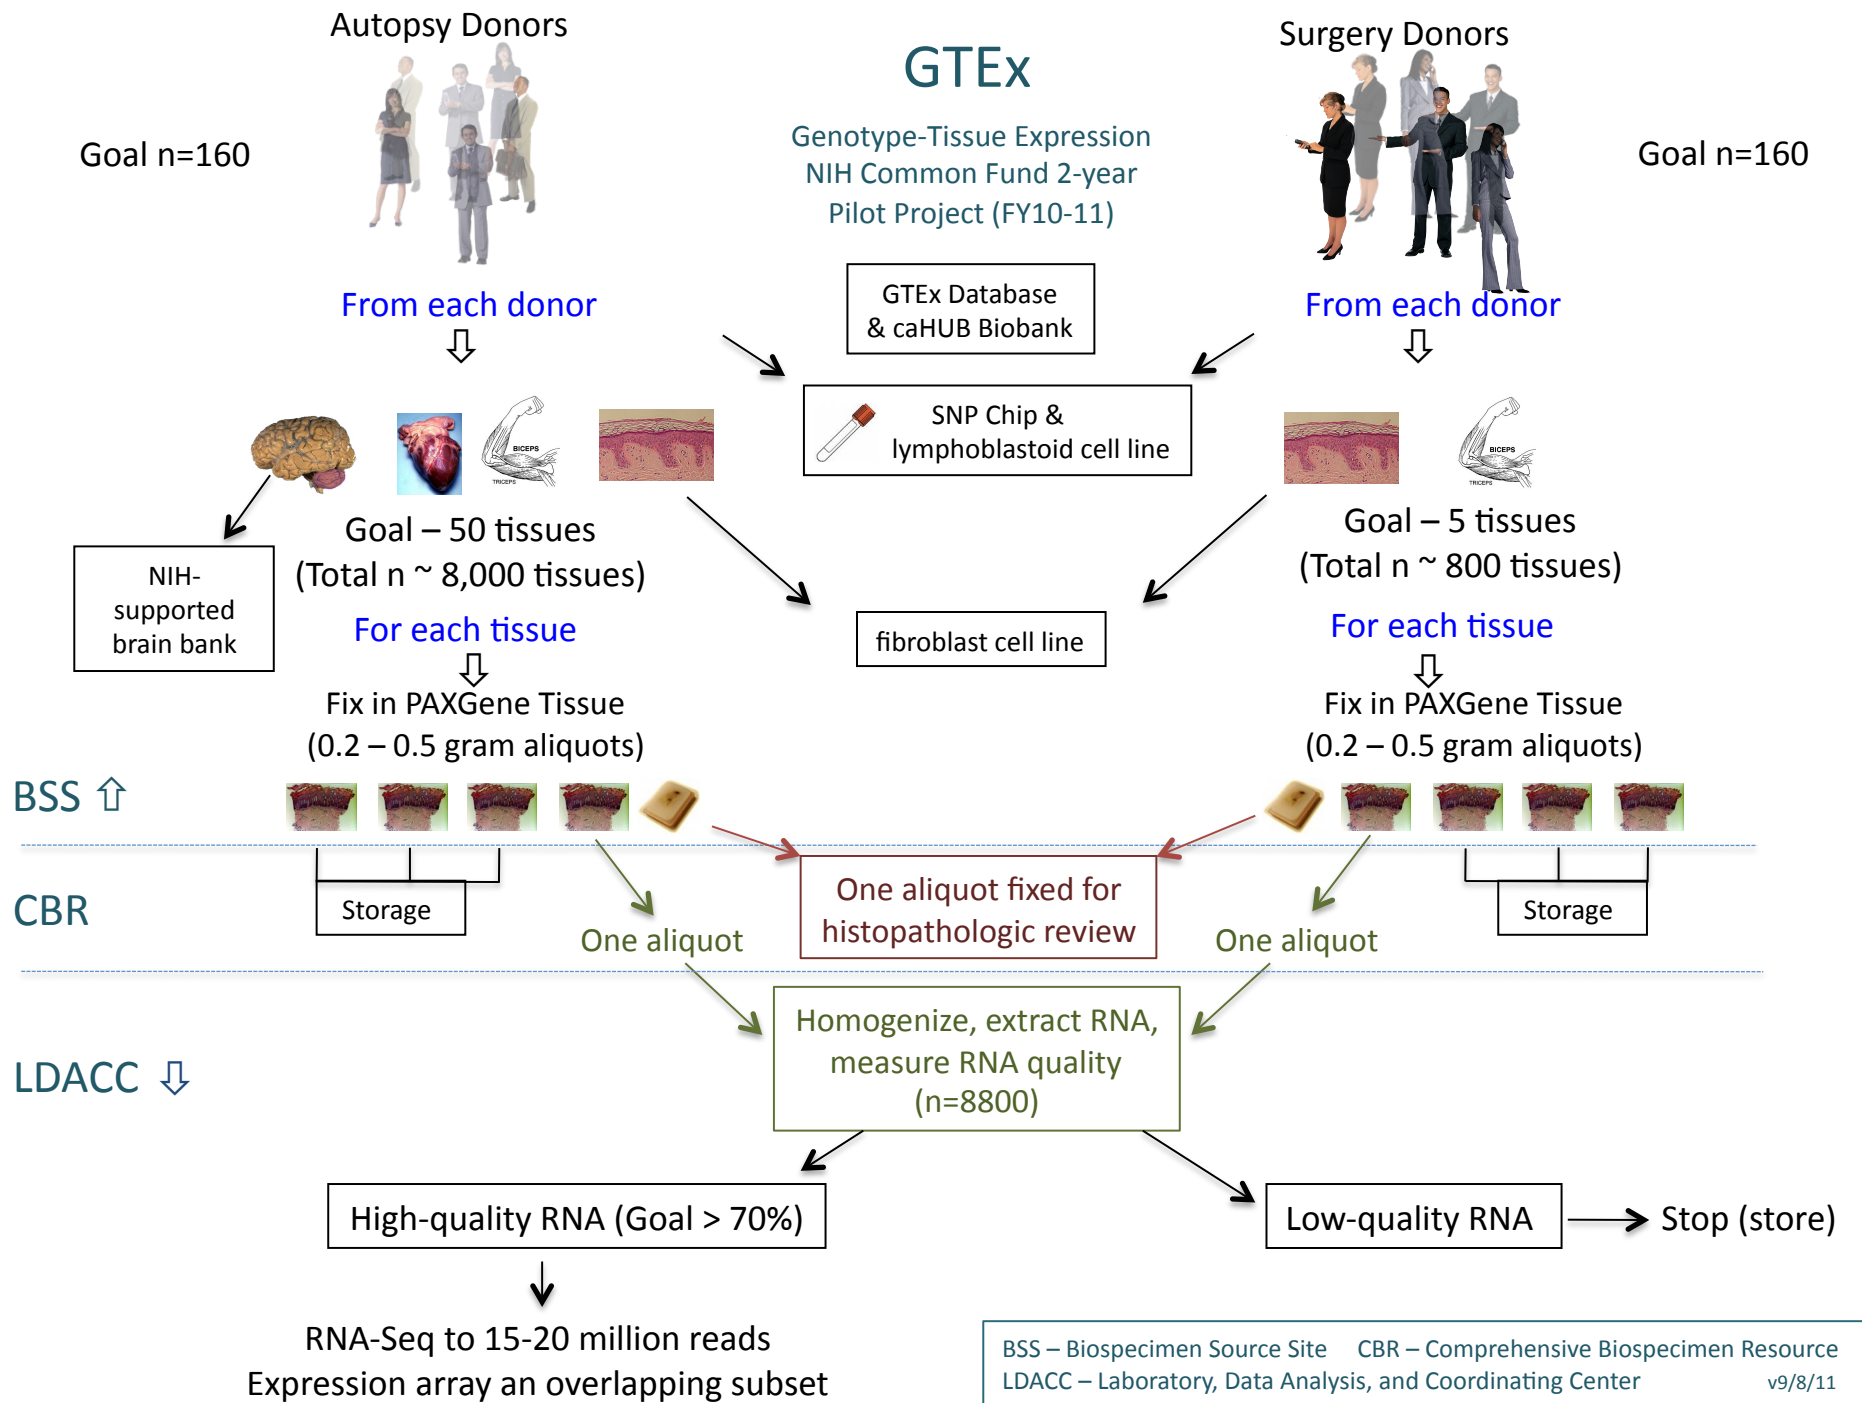 Autopsy Donors
Goal n=160
GTEx
Genotype-Tissue Expression
NIH Common Fund 2-year
Pilot Project (FY10-11)
Surgery Donors
Goal n=160
From each donor
GTEx Database
& caHUB Biobank
From each donor
SNP Chip &
lymphoblastoid cell line
BICEPS
TRICEPS
BICEPS
TRICEPS
Goal – 50 tissues
(Total n ~ 8,000 tissues)
Goal – 5 tissues
(Total n ~ 800 tissues)
NIH-
supported
brain bank
For each tissue
fibroblast cell line
For each tissue
Fix in PAXGene Tissue
(0.2 – 0.5 gram aliquots)
Fix in PAXGene Tissue
(0.2 – 0.5 gram aliquots)
BSS
CBR
Storage
One aliquot
One aliquot fixed for
histopathologic review
One aliquot
Storage
LDACC
Homogenize, extract RNA,
measure RNA quality
(n=8800)
High-quality RNA (Goal > 70%)
Low-quality RNA
Stop (store)
RNA-Seq to 15-20 million reads
Expression array an overlapping subset
BSS – Biospecimen Source Site CBR – Comprehensive Biospecimen Resource
LDACC – Laboratory, Data Analysis, and Coordinating Center v9/8/11